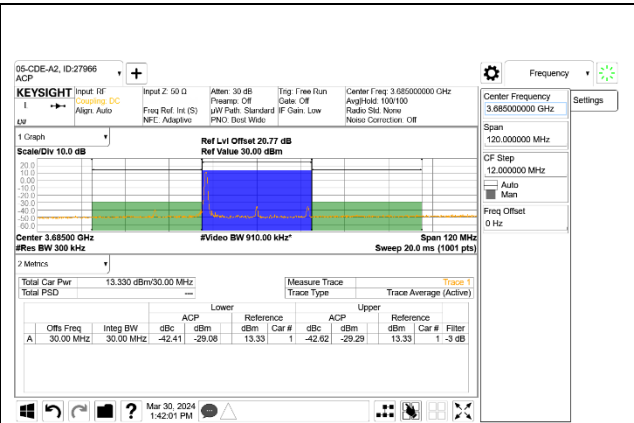 05-CDE-A2, ID:27966
ACP
Frequency
KEYSIGHT
Input: RF
Coupling: DC
Align: Auto
Input Z: 50 Ω
Freq Ref: Int (S)
NFE: Adaptive
Atten: 30 dB
Preamp: Off
µW Path: Standard
PNO: Best Wide
Trig: Free Run
Gate: Off
IF Gain: Low
Center Freq: 3.685000000 GHz
Avg|Hold: 100/100
Radio Std: None
Noise Correction: Off
L
Center Frequency
3.685000000 GHz
Settings
Span
120.000000 MHz
CF Step
12.000000 MHz
Auto
Man
Freq Offset
0 Hz
1 Graph
Scale/Div 10.0 dB
Ref Lvl Offset 20.77 dB
Ref Value 30.00 dBm
20.0
10.0
0.00
-10.0
-20.0
-30.0
-40.0
-50.0
-60.0
Center 3.68500 GHz
#Res BW 300 kHz
#Video BW 910.00 kHz*
Span 120 MHz
Sweep 20.0 ms (1001 pts)
2 Metrics
Total Car Pwr 13.330 dBm/30.00 MHz
Total PSD ---
Measure Trace Trace 1
Trace Type Trace Average (Active)
Lower Upper
ACP Reference ACP Reference
Offs Freq Integ BW dBc dBm dBm Car # dBc dBm dBm Car # Filter
A 30.00 MHz 30.00 MHz -42.41 -29.08 13.33 1 -42.62 -29.29 13.33 1 -3 dB
Mar 30, 2024
1:42:01 PM